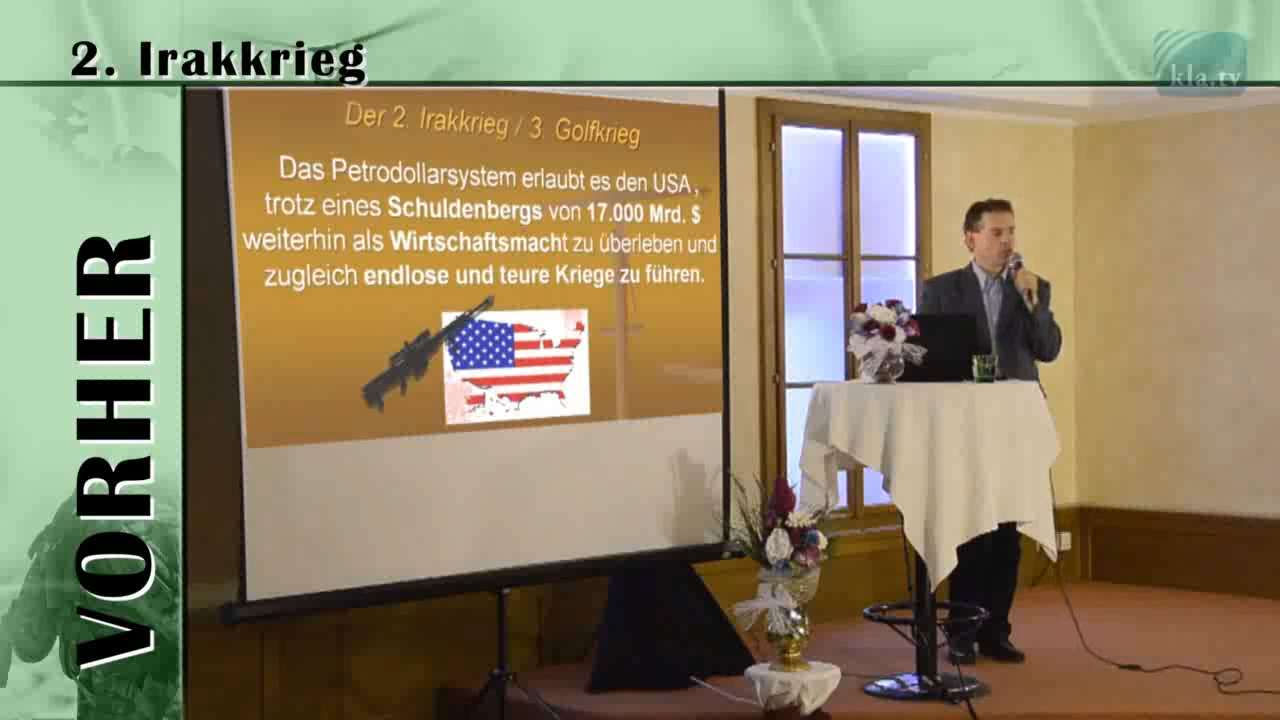 2. Irakkrieg
kla.tv
VORHER
Der 2. Irakkrieg / 3. Golfkrieg
Das Petrodollarsystem erlaubt es den USA,
trotz eines Schuldenbergs von 17.000 Mrd. $
weiterhin als Wirtschaftsmacht zu überleben und
zugleich endlose und teure Kriege zu führen.